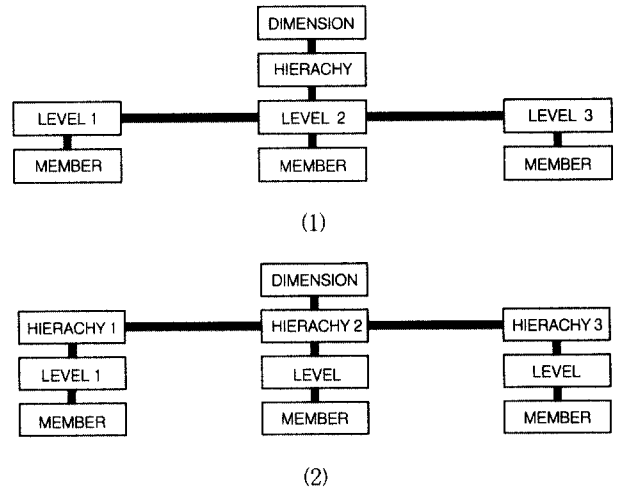 DIMENSION
HIERACHY
LEVEL 1 LEVEL 2 LEVEL 3
MEMBER MEMBER MEMBER
(1)
DIMENSION
HIERACHY 1 HIERACHY 2 HIERACHY 3
LEVEL 1 LEVEL LEVEL
MEMBER MEMBER MEMBER
(2)